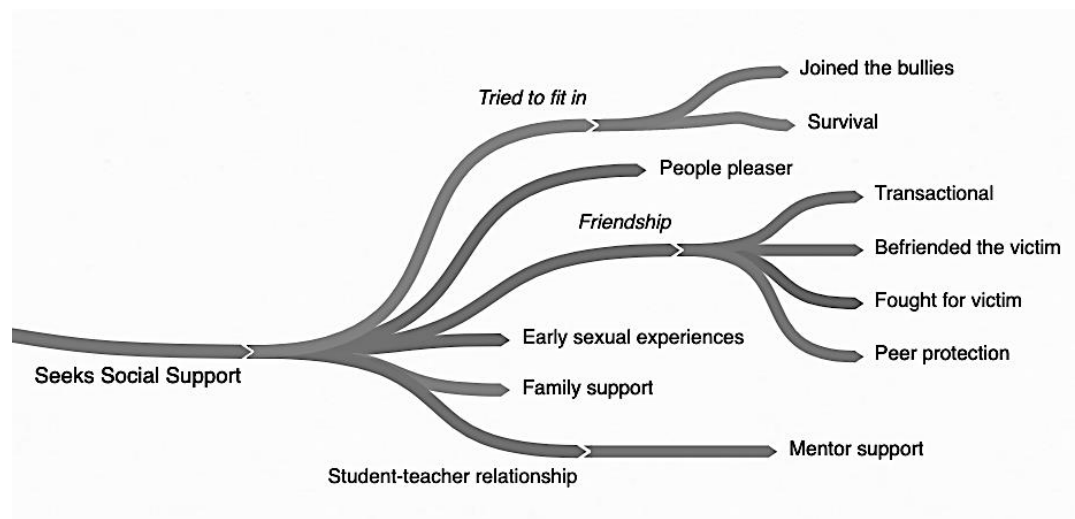 Joined the bullies
Tried to fit in
Survival
People pleaser
Transactional
Friendship
Befriended the victim
Fought for victim
Early sexual experiences
Peer protection
Seeks Social Support
Family support
Mentor support
Student-teacher relationship